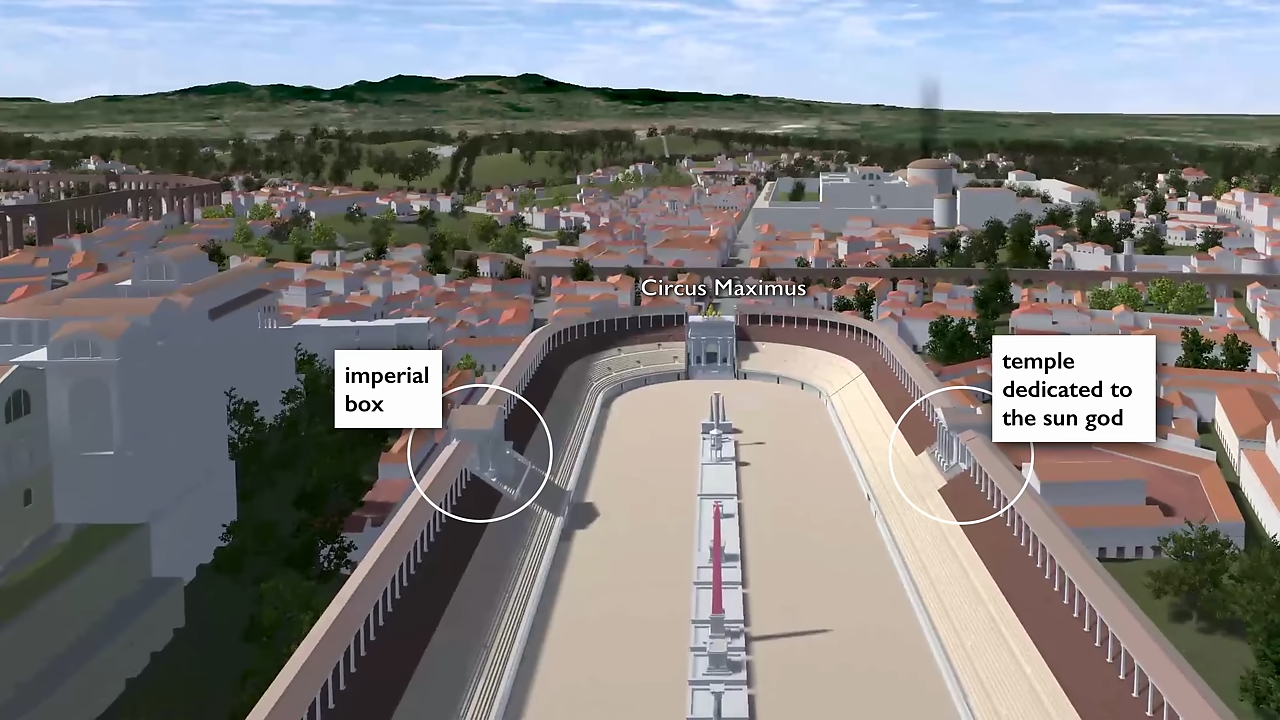 Circus Maximus
imperial
box
temple
dedicated to
the sun god